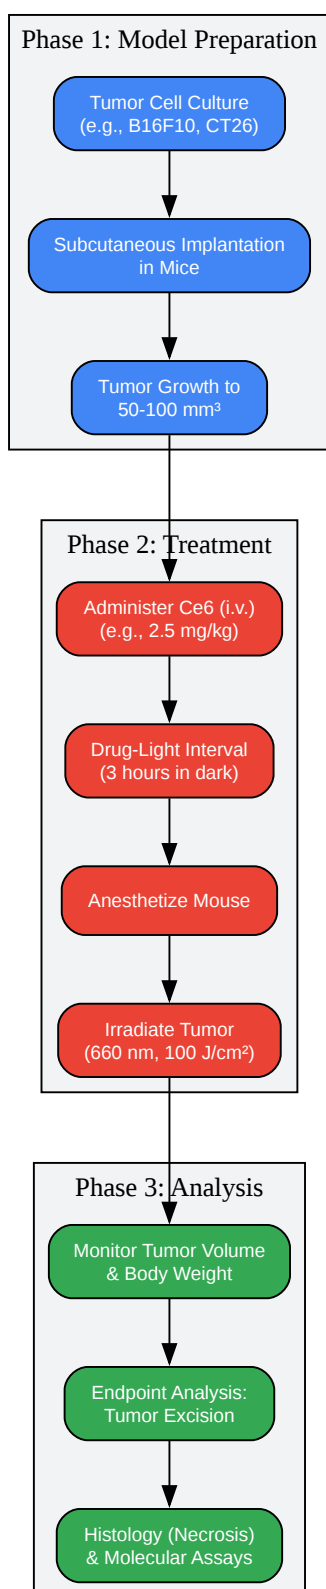 Phase 1: Model Preparation
Tumor Cell Culture
(e.g., B16F10, CT26)
Subcutaneous Implantation
in Mice
Tumor Growth to
50-100 mm³
Phase 2: Treatment
Administer Ce6 (i.v.)
(e.g., 2.5 mg/kg)
Drug-Light Interval
(3 hours in dark)
Anesthetize Mouse
Irradiate Tumor
(660 nm, 100 J/cm²)
Phase 3: Analysis
Monitor Tumor Volume
& Body Weight
Endpoint Analysis:
Tumor Excision
Histology (Necrosis)
& Molecular Assays